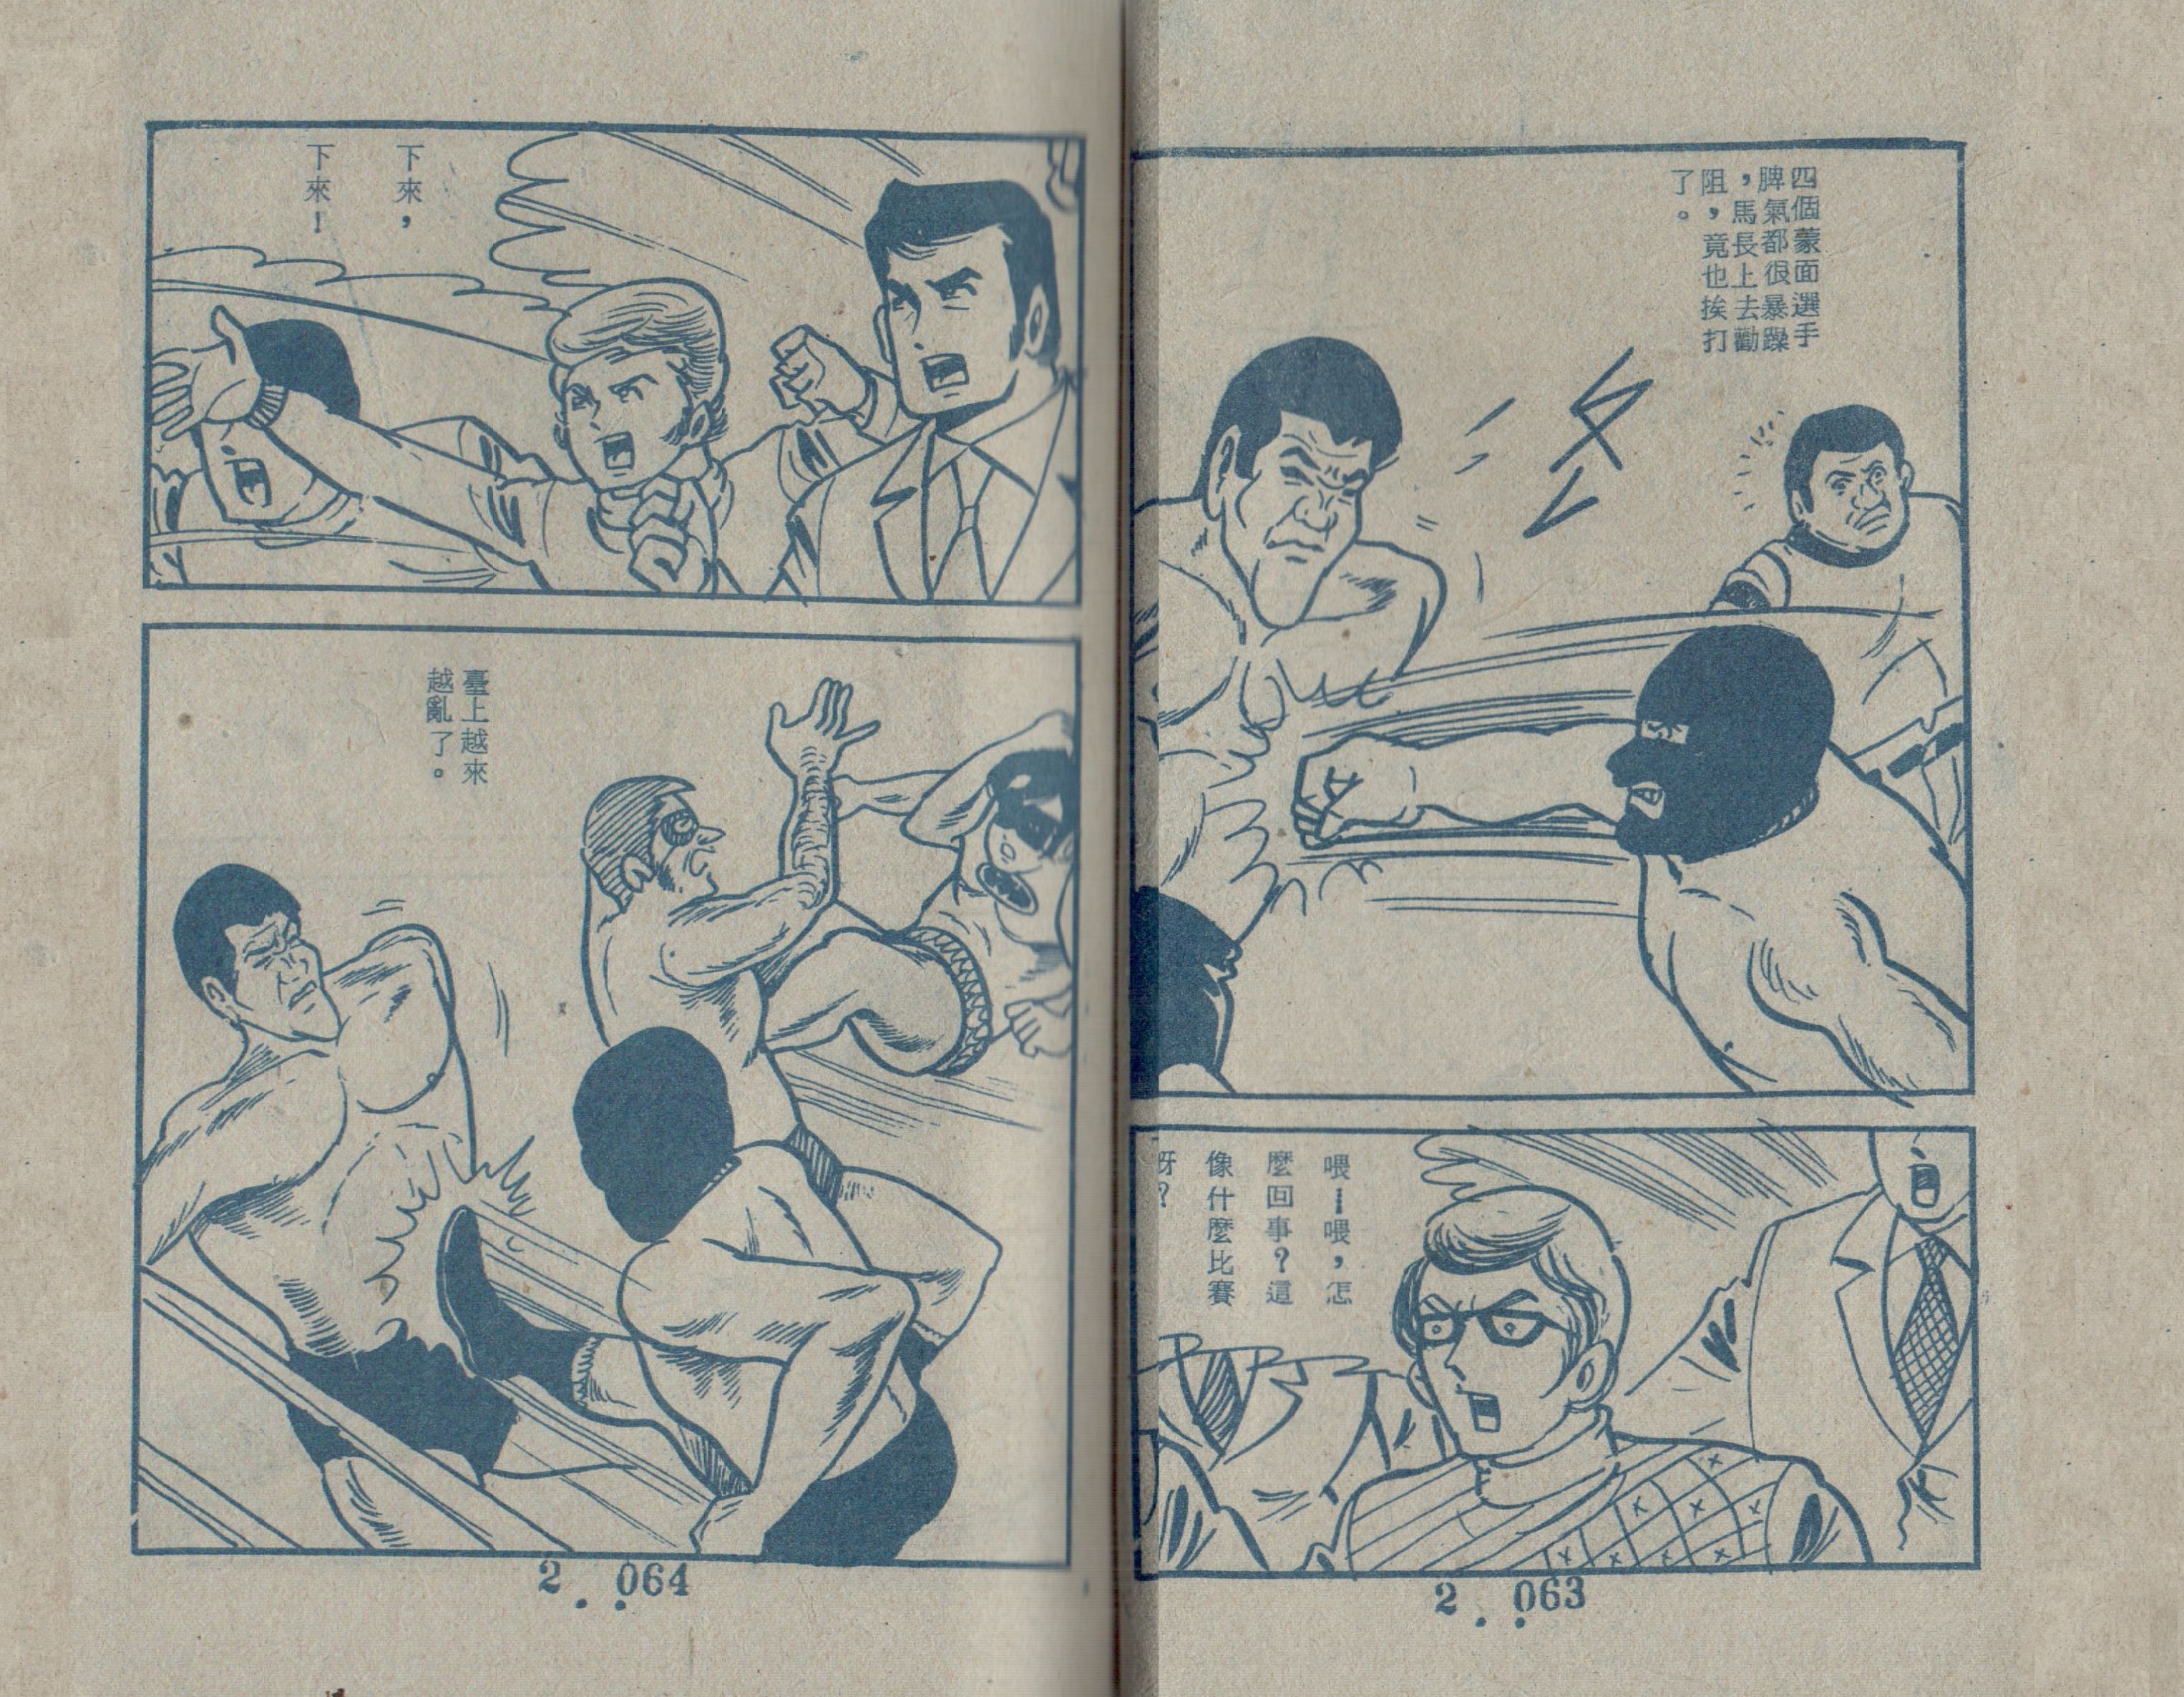 四個蒙面選手
脾氣都很暴躁
，馬長上去勸
阻，竟也挨打
了。
喂┅喂，怎
麼回事？這
像什麼比賽
呀？
2..063
下來，
下來！
臺上越來
越亂了。
2..064